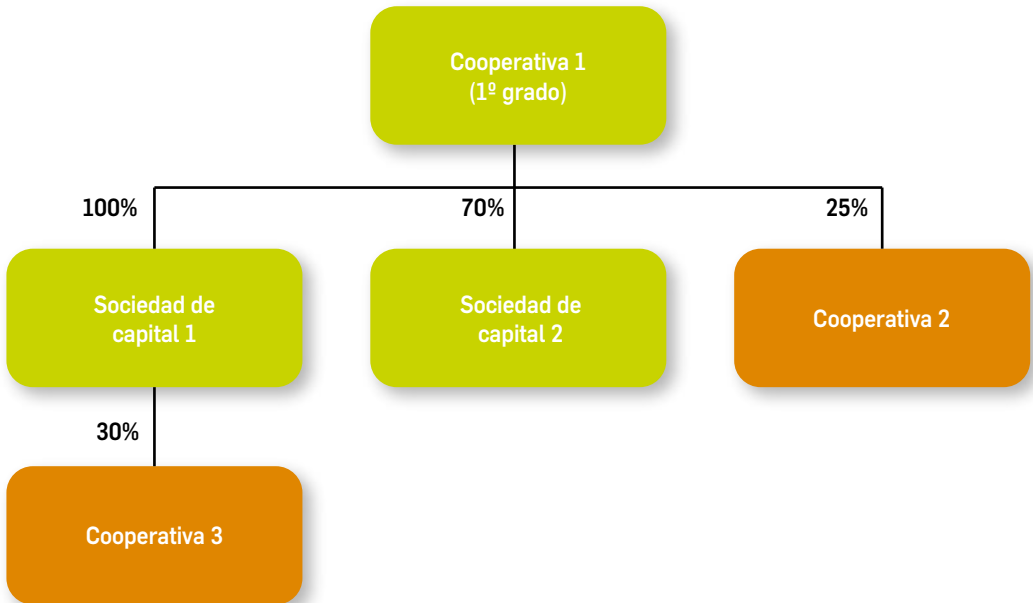 Cooperativa 1
(1º grado)
100%
70%
25%
Sociedad de
capital 1
Sociedad de
capital 2
Cooperativa 2
30%
Cooperativa 3